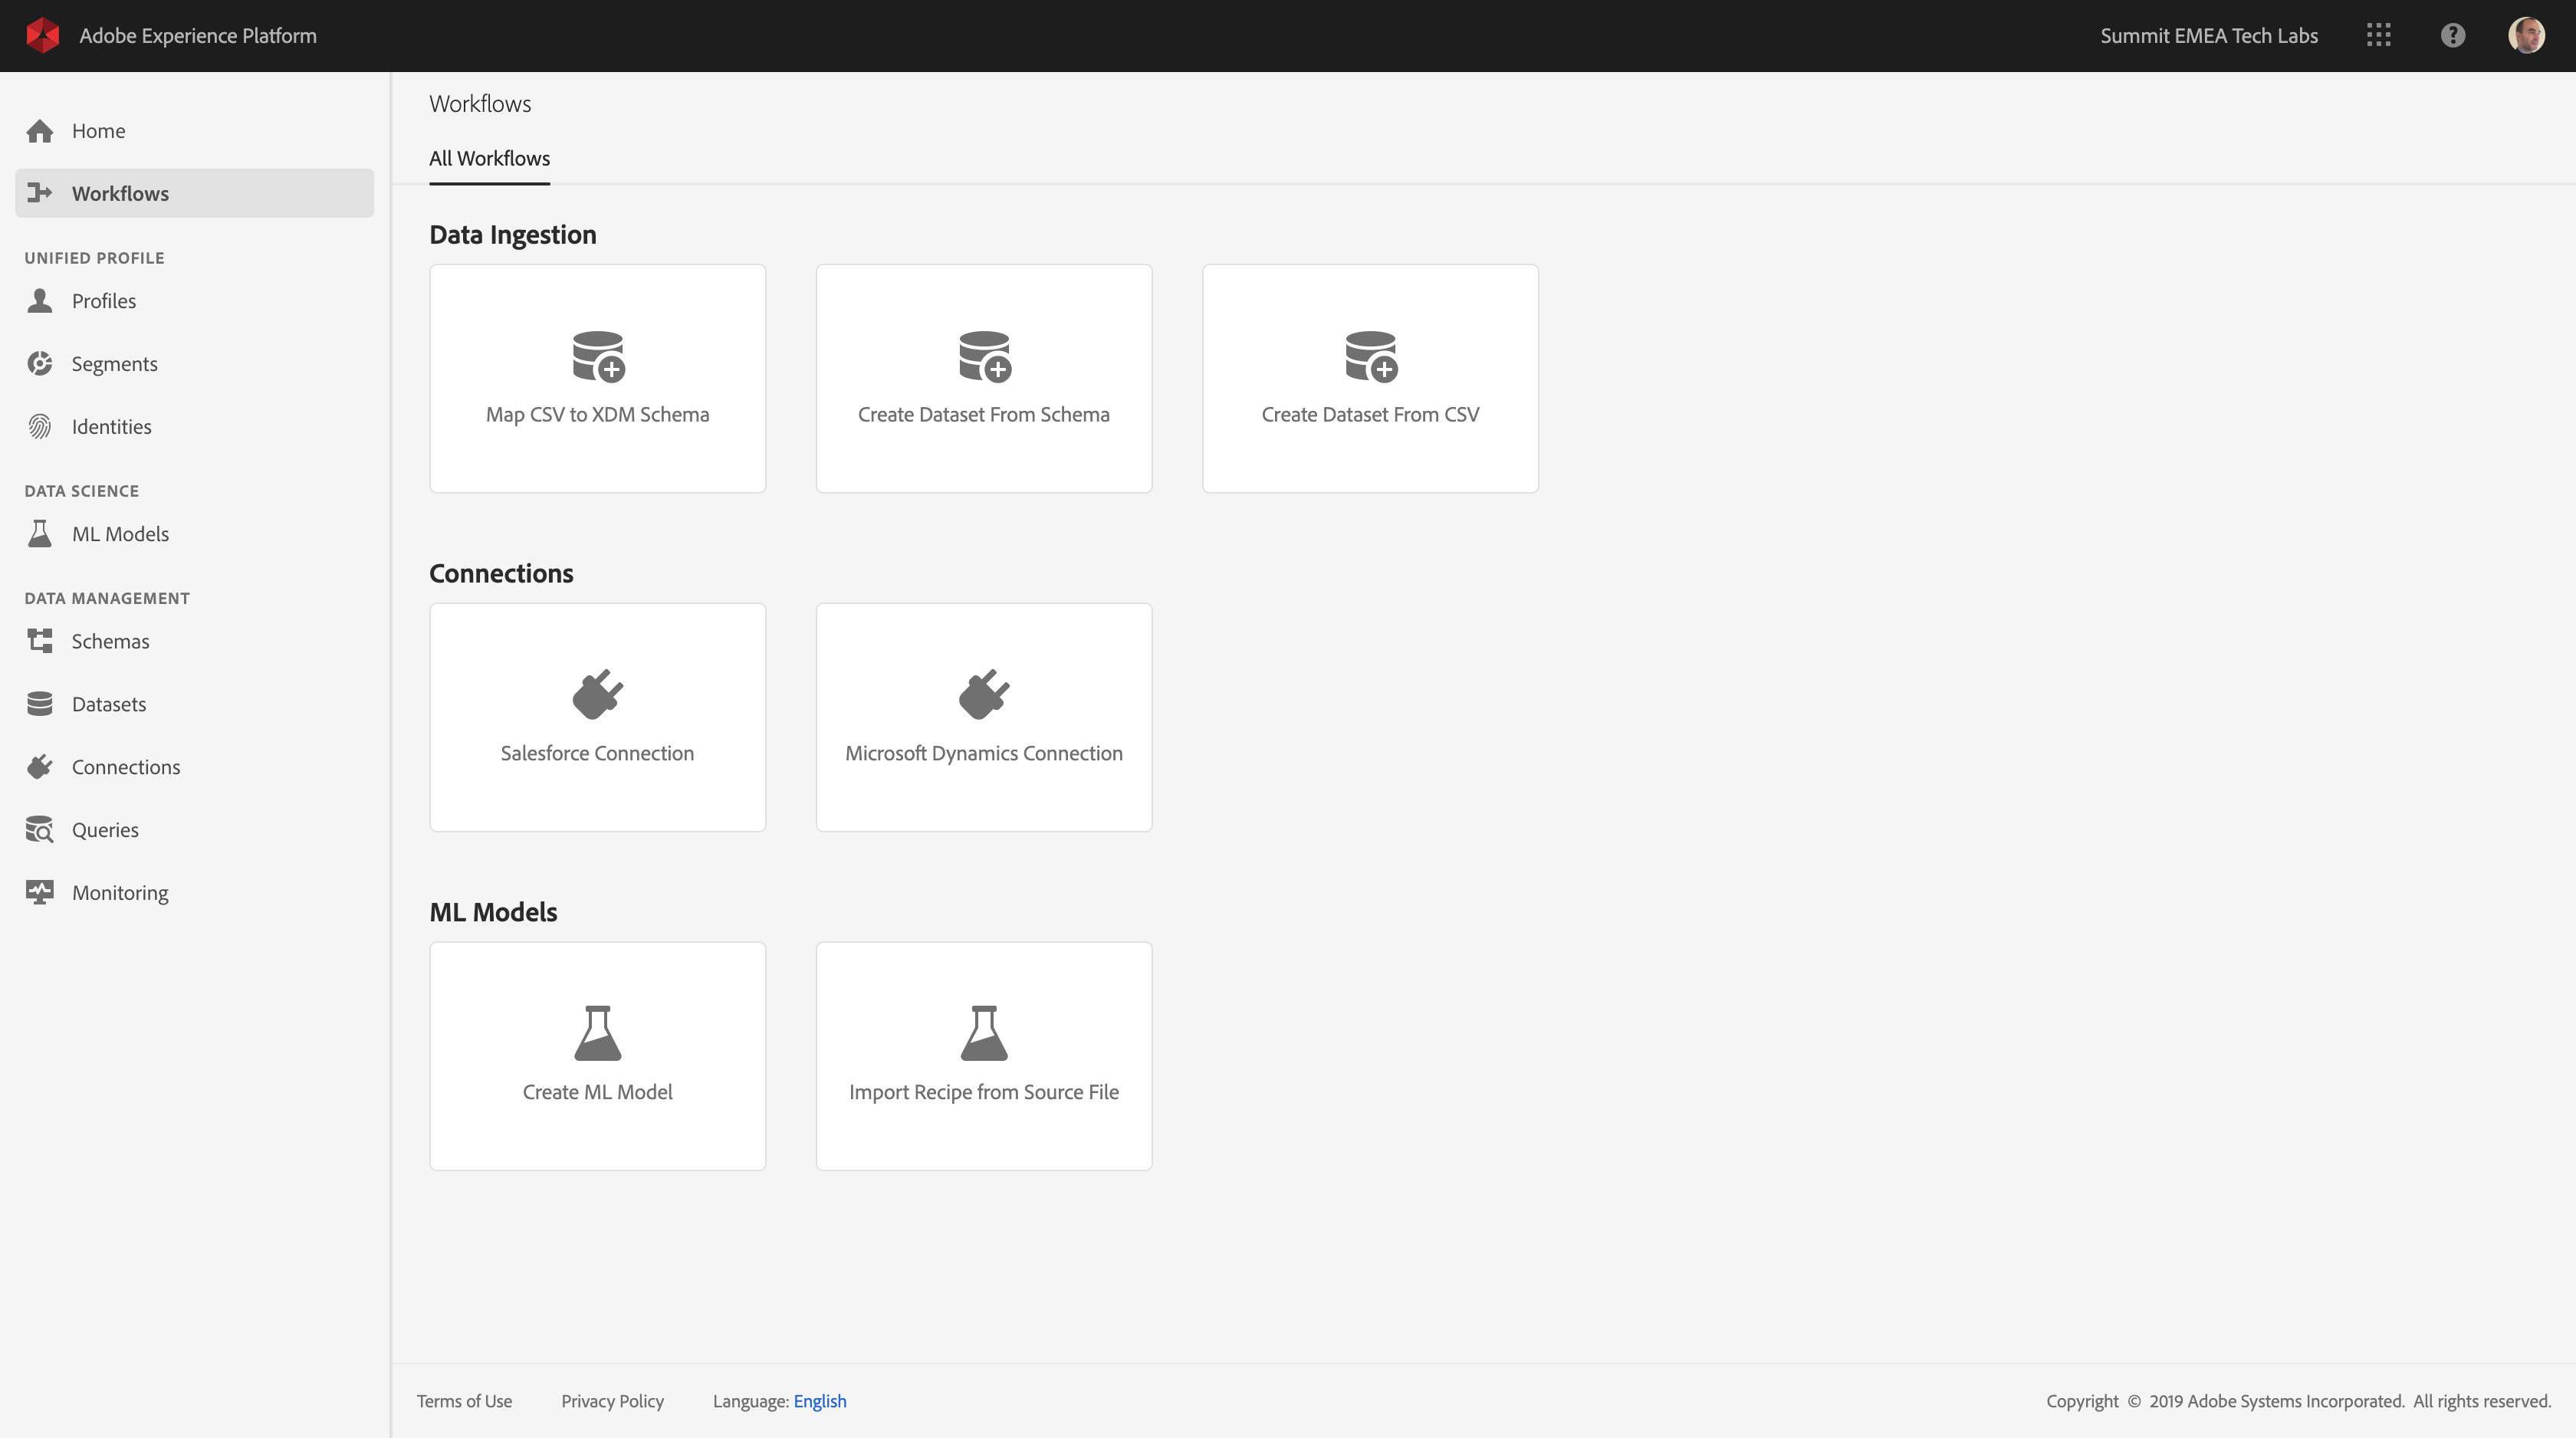 Adobe Experience Platform
Summit EMEA Tech Labs
Home
Workflows
UNIFIED PROFILE
Profiles
Segments
Identities
DATA SCIENCE
ML Models
DATA MANAGEMENT
Schemas
Datasets
Connections
Queries
Monitoring
Workflows
All Workflows
Data Ingestion
Map CSV to XDM Schema
Create Dataset From Schema
Create Dataset From CSV
Connections
Salesforce Connection
Microsoft Dynamics Connection
ML Models
Create ML Model
Import Recipe from Source File
Terms of Use
Privacy Policy
Language: English
Copyright © 2019 Adobe Systems Incorporated. All rights reserved.